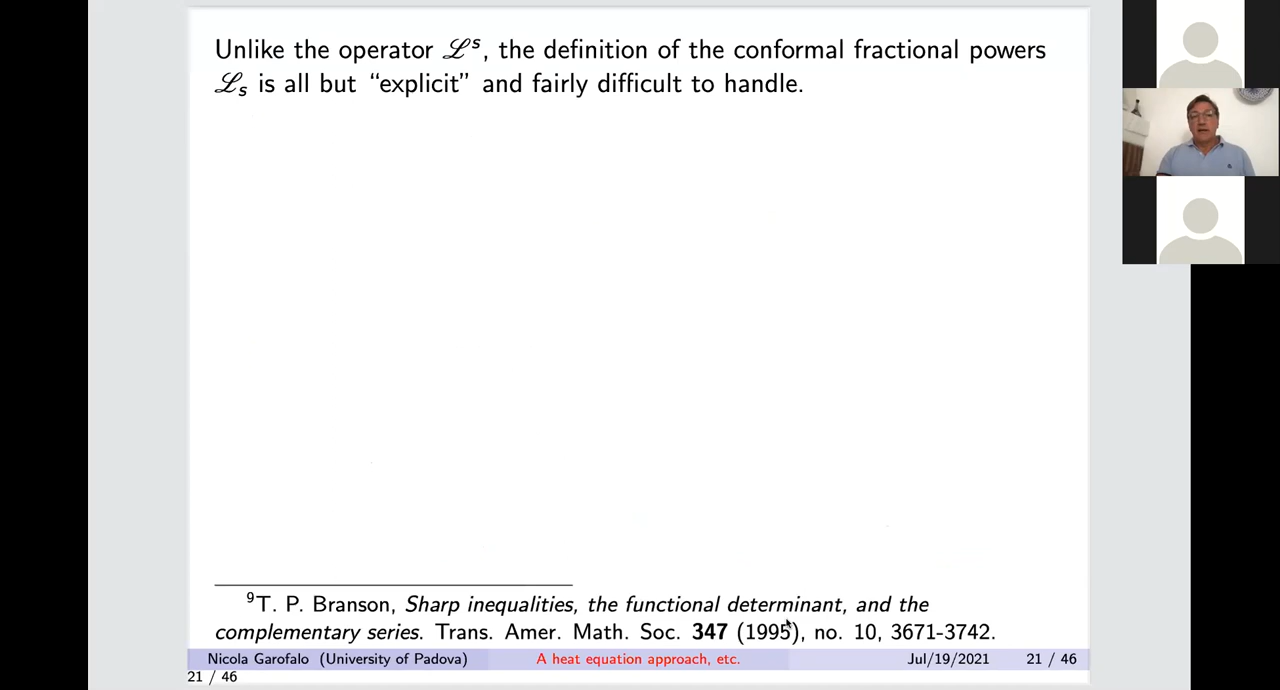 Unlike the operator ℒˢ, the definition of the conformal fractional powers
ℒₛ is all but “explicit” and fairly difficult to handle.
⁹T. P. Branson, Sharp inequalities, the functional determinant, and the
complementary series. Trans. Amer. Math. Soc. 347 (1995), no. 10, 3671-3742.
Nicola Garofalo (University of Padova) A heat equation approach, etc. Jul/19/2021 21 / 46
21 / 46